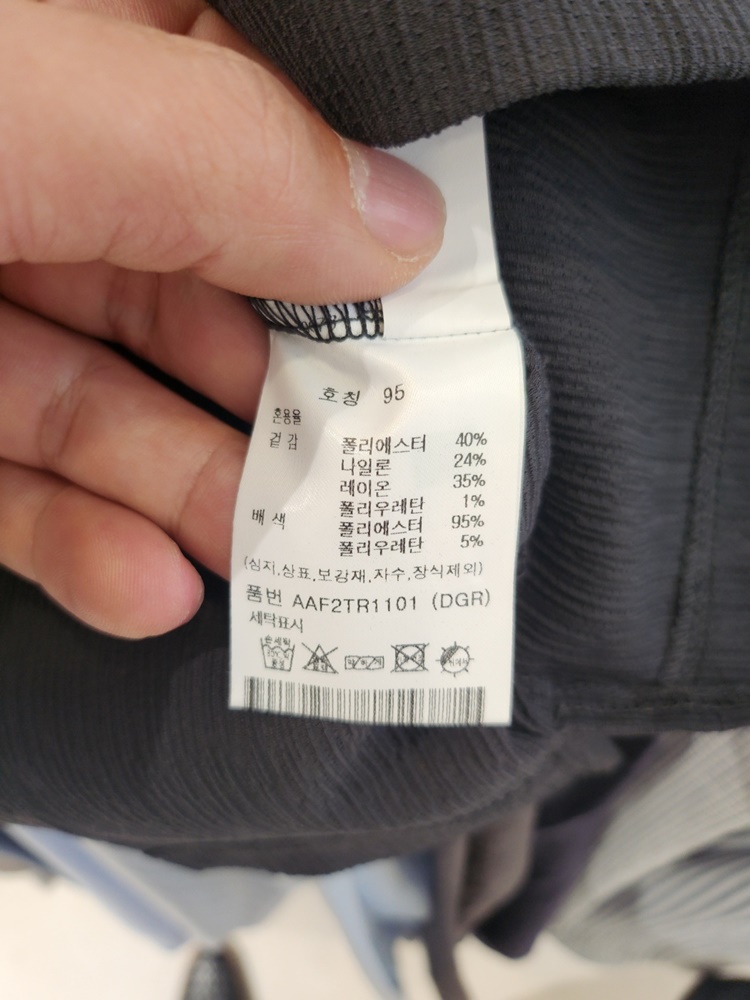 호칭 95
혼용율
겉감 폴리에스터 40%
나일론 24%
레이온 35%
폴리우레탄 1%
배색 폴리에스터 95%
폴리우레탄 5%
(심지.상표.보강재.자수.장식제외)
품번 AAF2TR1101 (DGR)
세탁표시
손세탁